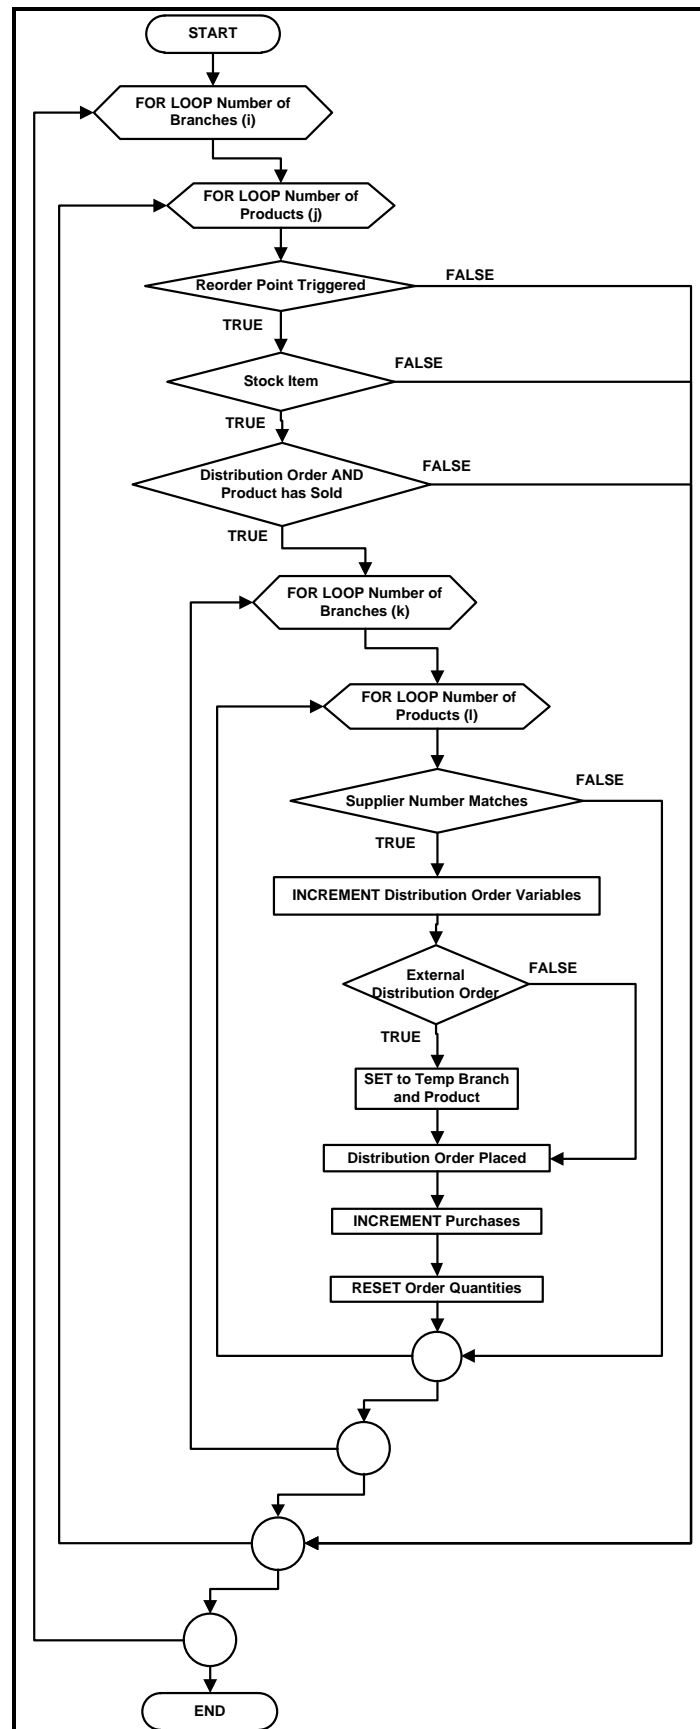 START
FOR LOOP Number of
Branches (i)
FOR LOOP Number of
Products (j)
Reorder Point Triggered
FALSE
TRUE
Stock Item
FALSE
TRUE
Distribution Order AND
Product has Sold
FALSE
TRUE
FOR LOOP Number of
Branches (k)
FOR LOOP Number of
Products (l)
Supplier Number Matches
FALSE
TRUE
INCREMENT Distribution Order Variables
External
Distribution Order
FALSE
TRUE
SET to Temp Branch
and Product
Distribution Order Placed
INCREMENT Purchases
RESET Order Quantities
END